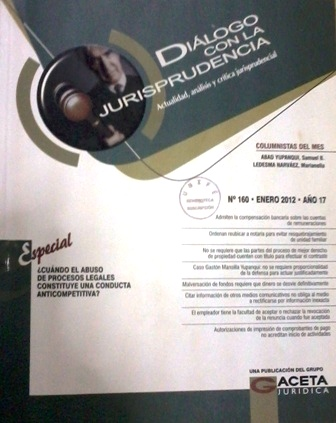 DIÁLOGO
CON LA
JURISPRUDENCIA
Actualidad, análisis y crítica jurisprudencial
COLUMNISTAS DEL MES
ABAD YUPANQUI, Samuel B.
LEDESMA NARVÁEZ, Marianella
Nº 160 • ENERO 2012 • AÑO 17
Admiten la compensación bancaria sobre las cuentas
de remuneraciones
Ordenan reubicar a notaria para evitar resquebrajamiento
de unidad familiar
No se requiere que las partes del proceso de mejor derecho
de propiedad cuenten con título para efectuar el contraste
Caso Gastón Mansilla Yupanqui: no se requiere proporcionalidad
de la defensa para actuar justificadamente
Malversación de fondos requiere que dinero se desvíe definitivamente
Citar información de otros medios comunicativos no obliga al medio
a rectificarse por información inexacta
El empleador tiene la facultad de aceptar o rechazar la revocación
de la renuncia cuando fue aceptada
Autorizaciones de impresión de comprobantes de pago
no acreditan inicio de actividades
Especial
¿CUÁNDO EL ABUSO
DE PROCESOS LEGALES
CONSTITUYE UNA CONDUCTA
ANTICOMPETITIVA?
UNA PUBLICACIÓN DEL GRUPO
GACETA
JURIDICA